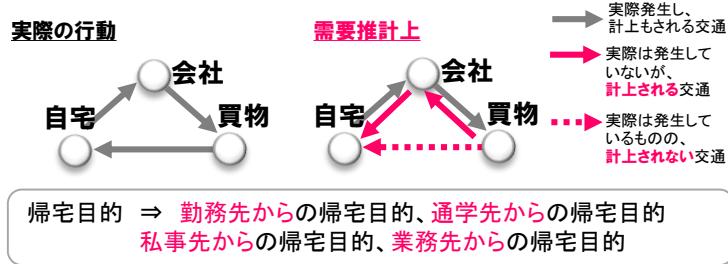 実際の行動
会社
自宅
買物
需要推計上
会社
自宅
買物
実際発生し、
計上もされる交通
実際は発生して
いないが、
計上される交通
実際は発生して
いるものの、
計上されない交通
帰宅目的 ⇒ 勤務先からの帰宅目的、通学先からの帰宅目的
私事先からの帰宅目的、業務先からの帰宅目的